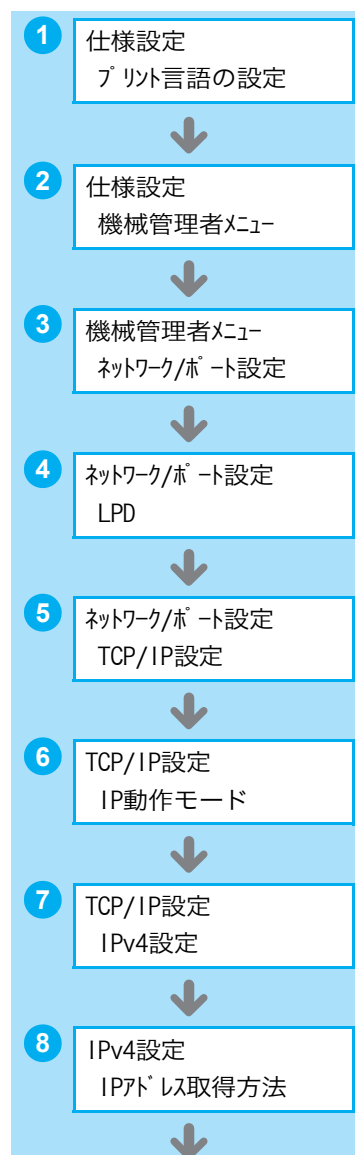 1
仕様設定
ﾌﾟﾘﾝﾄ言語の設定
2
仕様設定
機械管理者ﾒﾆｭｰ
3
機械管理者ﾒﾆｭｰ
ﾈｯﾄﾜｰｸ/ﾎﾟｰﾄ設定
4
ﾈｯﾄﾜｰｸ/ﾎﾟｰﾄ設定
LPD
5
ﾈｯﾄﾜｰｸ/ﾎﾟｰﾄ設定
TCP/IP設定
6
TCP/IP設定
IP動作モード
7
TCP/IP設定
IPv4設定
8
IPv4設定
IPｱﾄﾞﾚｽ取得方法